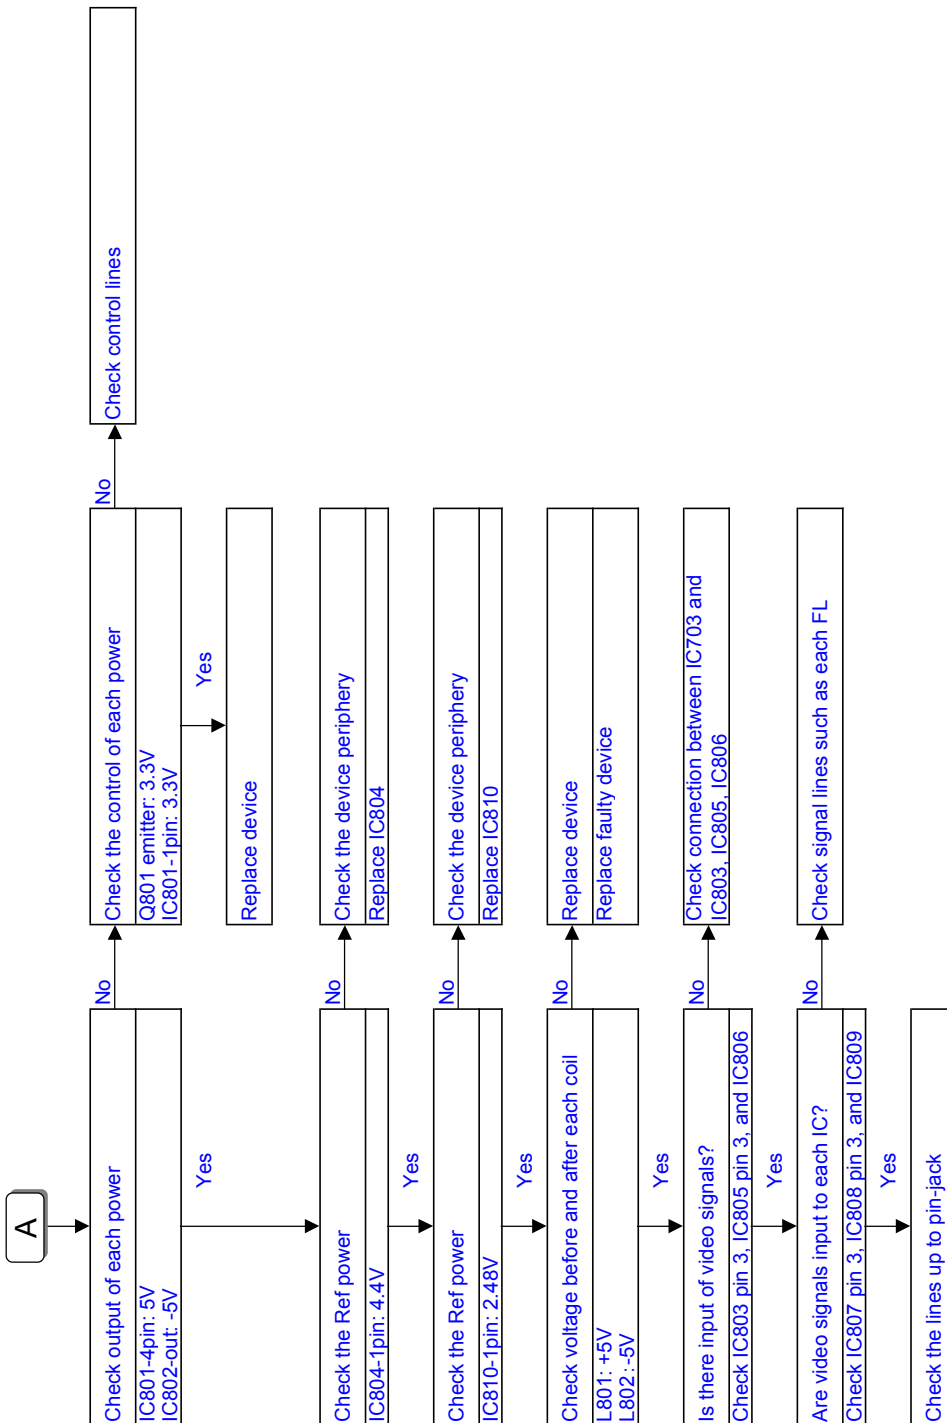 A
Check output of each power
IC801-4pin: 5V
IC802-out: -5V
No
Check the control of each power
Q801 emitter: 3.3V
IC801-1pin: 3.3V
No
Check control lines
Yes
Replace device
Yes
Check the Ref power
IC804-1pin: 4.4V
No
Check the device periphery
Replace IC804
Yes
Check the Ref power
IC810-1pin: 2.48V
No
Check the device periphery
Replace IC810
Yes
Check voltage before and after each coil
L801: +5V
L802 : -5V
No
Replace device
Replace faulty device
Yes
Is there input of video signals?
Check IC803 pin 3, IC805 pin 3, and IC806
No
Check connection between IC703 and
IC803, IC805, IC806
Yes
Are video signals input to each IC?
Check IC807 pin 3, IC808 pin 3, and IC809
No
Check signal lines such as each FL
Yes
Check the lines up to pin-jack